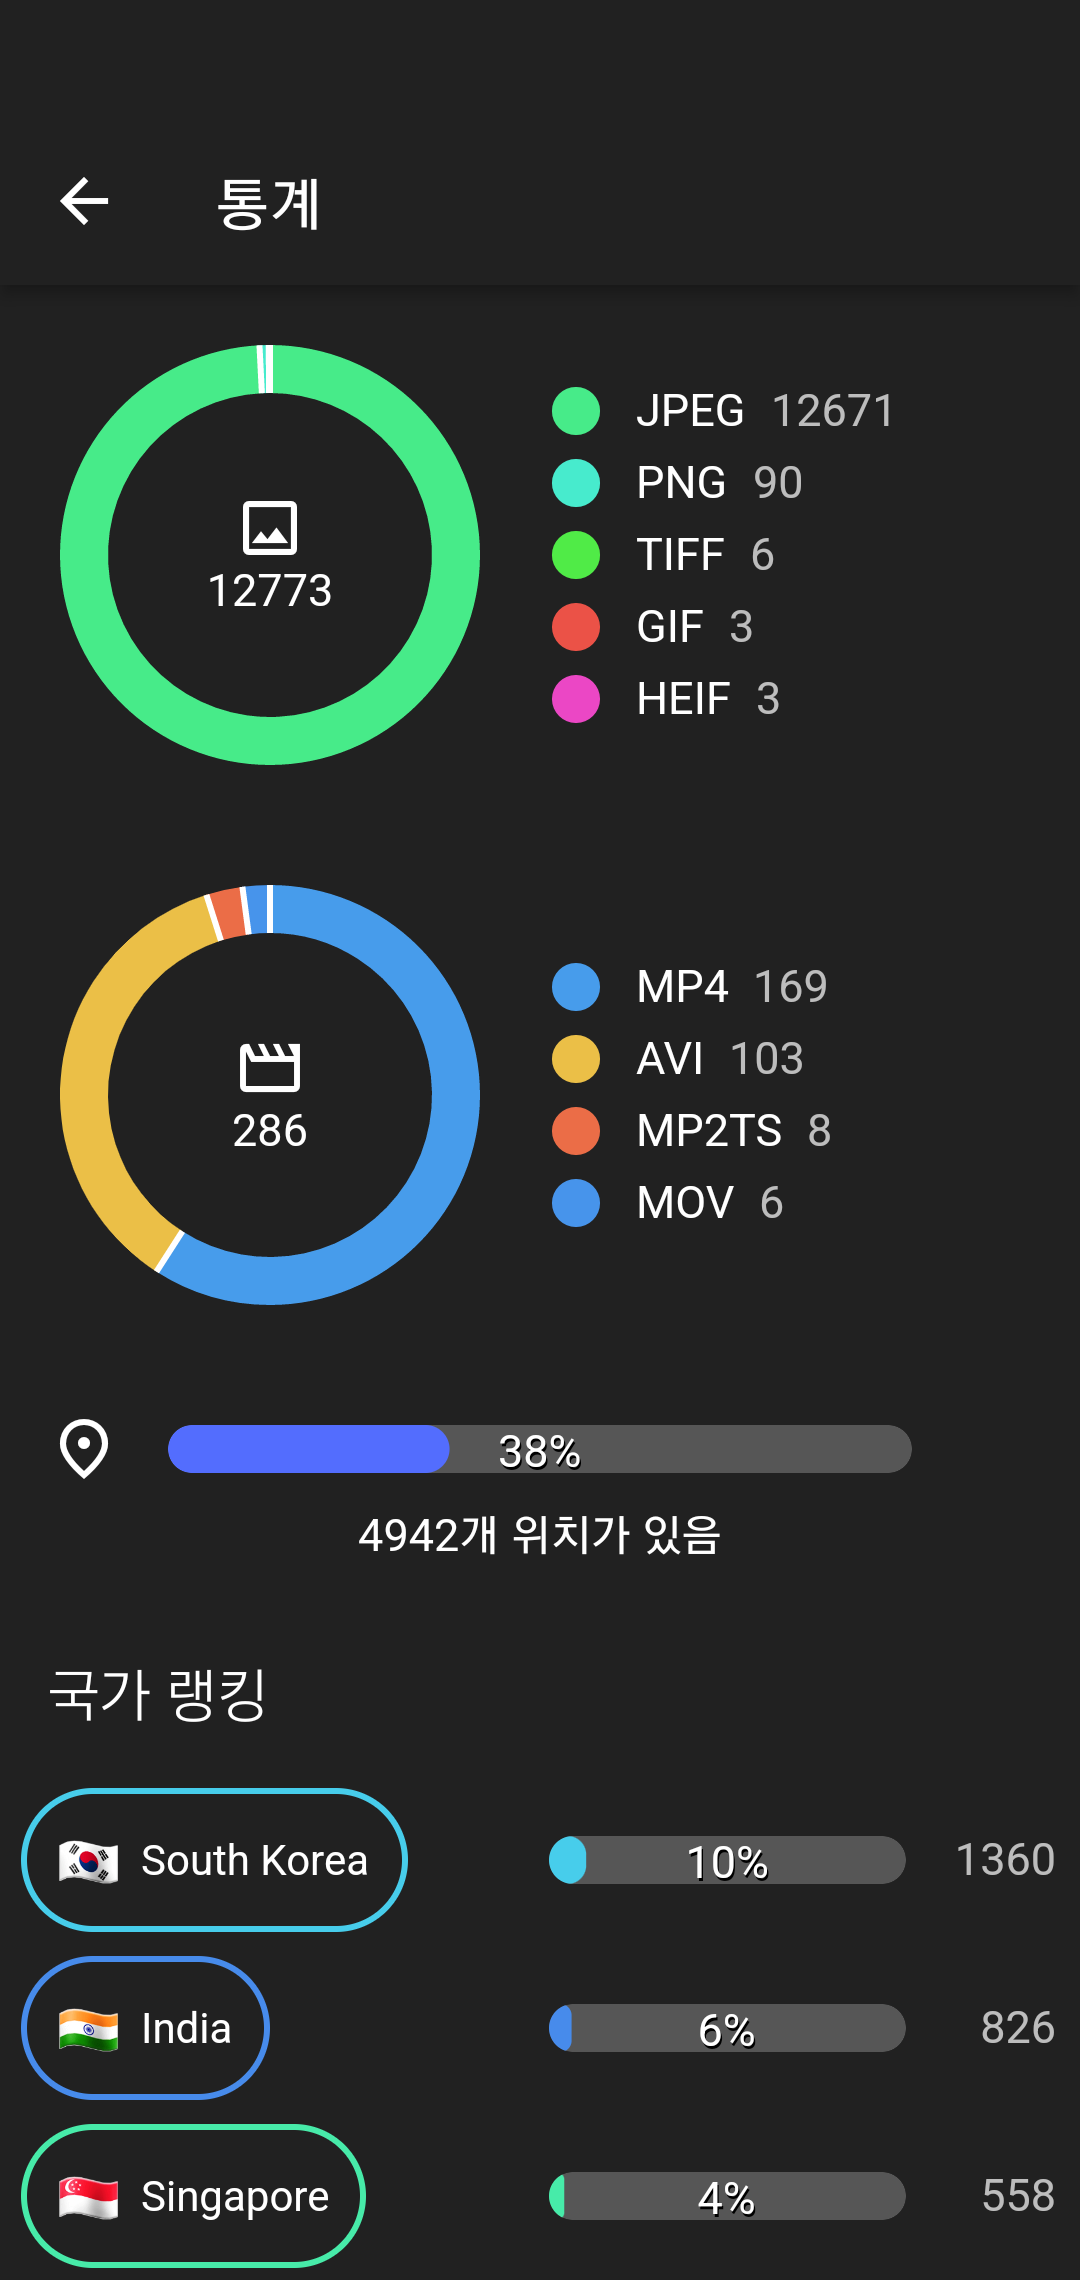 통계
JPEG 12671
PNG 90
TIFF 6
GIF 3
HEIF 3
12773
MP4 169
AVI 103
MP2TS 8
MOV 6
286
38%
4942개 위치가 있음
국가 랭킹
South Korea 10% 1360
India 6% 826
Singapore 4% 558